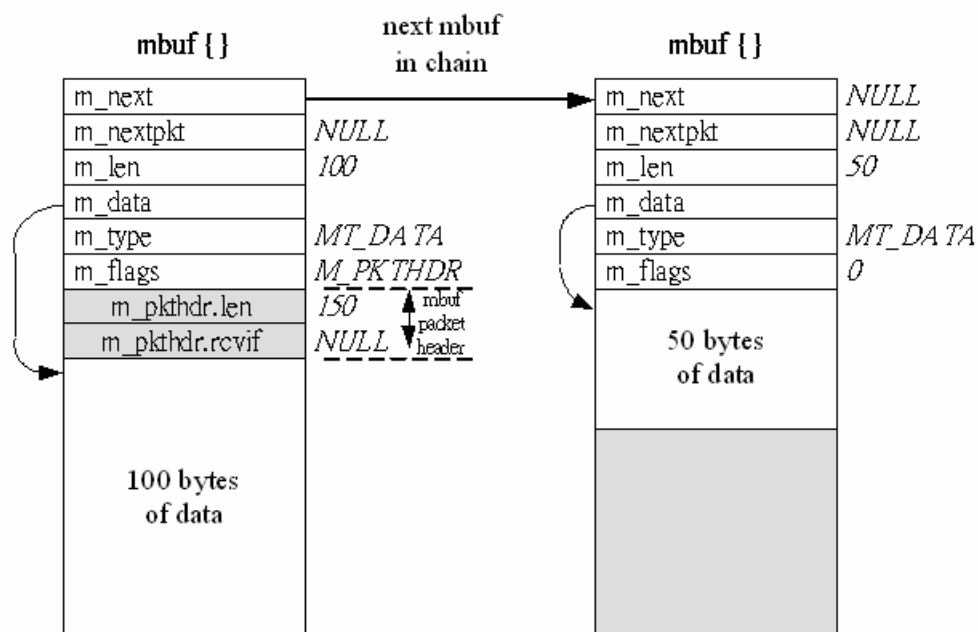 mbuf {}
next mbuf
in chain
mbuf {}
m_next
m_nextpkt NULL
m_len 100
m_data
m_type MT_DATA
m_flags M_PKTHDR
m_pkthdr.len 150
m_pkthdr.rcvif NULL
mbuf
packet
header
100 bytes
of data
m_next NULL
m_nextpkt NULL
m_len 50
m_data
m_type MT_DATA
m_flags 0
50 bytes
of data